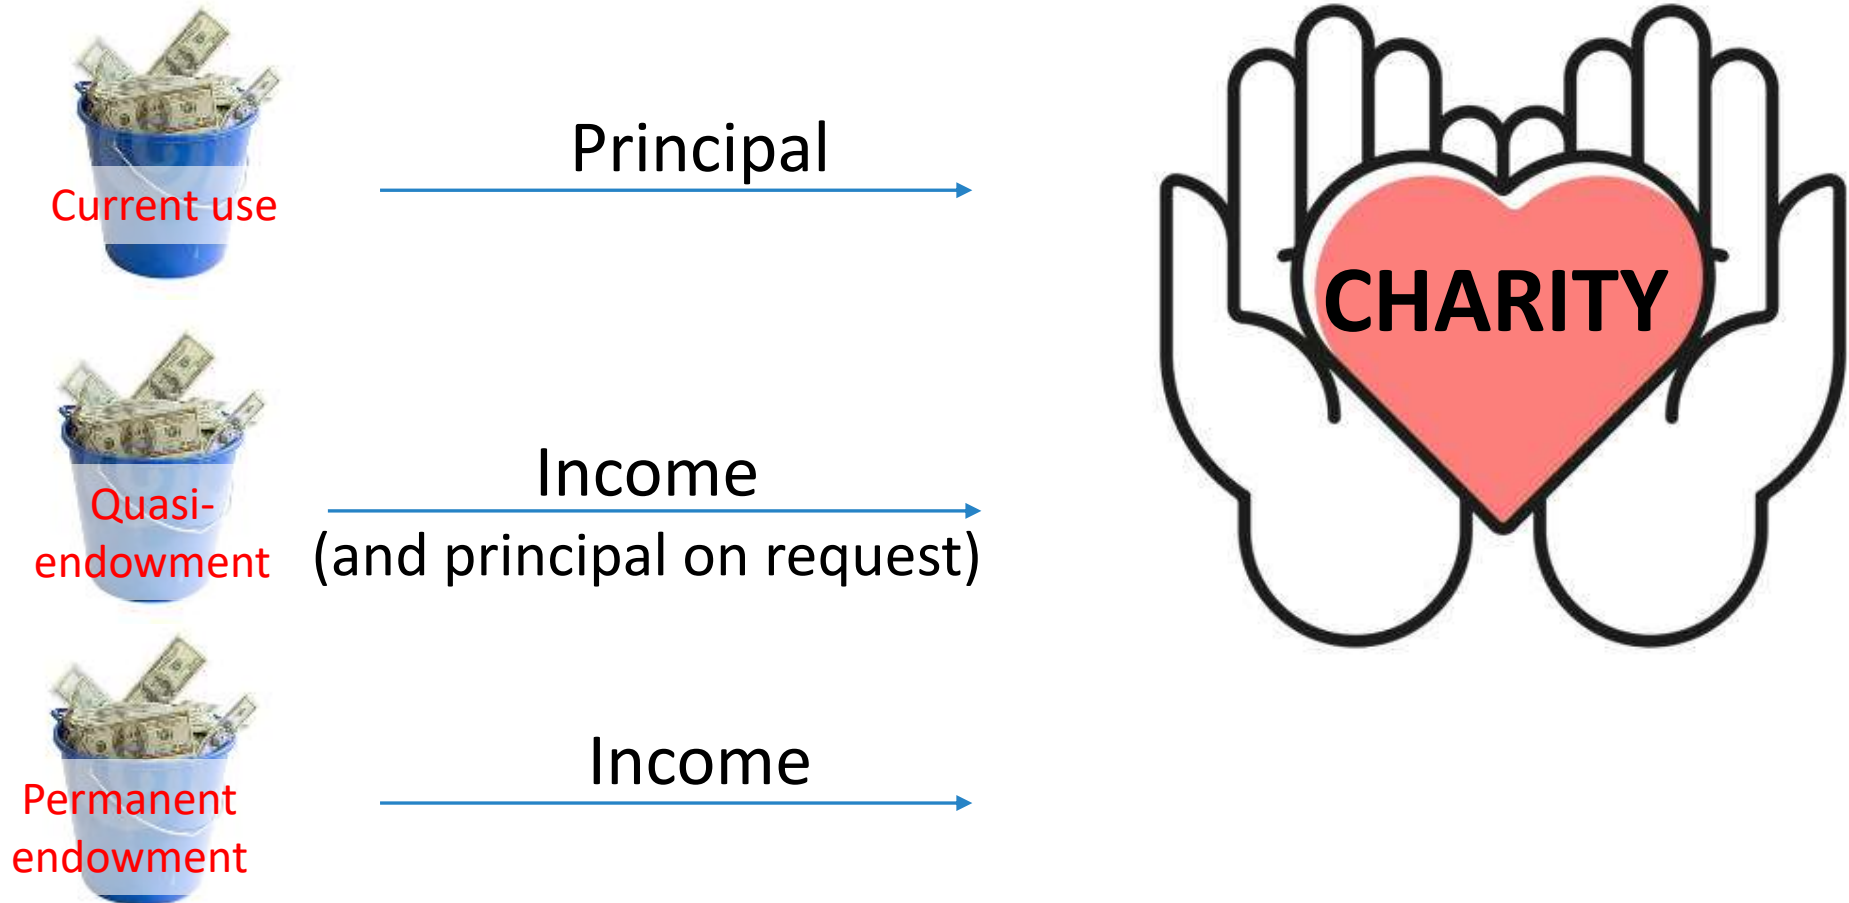 Current use
Principal
CHARITY
Quasi-
endowment
Income
(and principal on request)
Permanent
endowment
Income